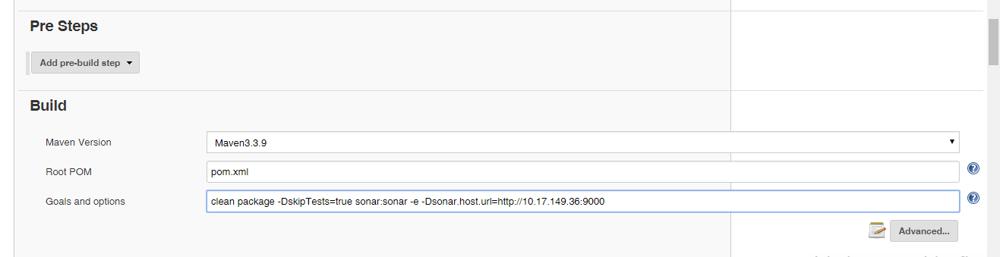 Pre Steps
Add pre-build step
Build
Maven Version
Maven3.3.9
Root POM
pom.xml
Goals and options
clean package -DskipTests=true sonar:sonar -e -Dsonar.host.url=http://10.17.149.36:9000
Advanced...